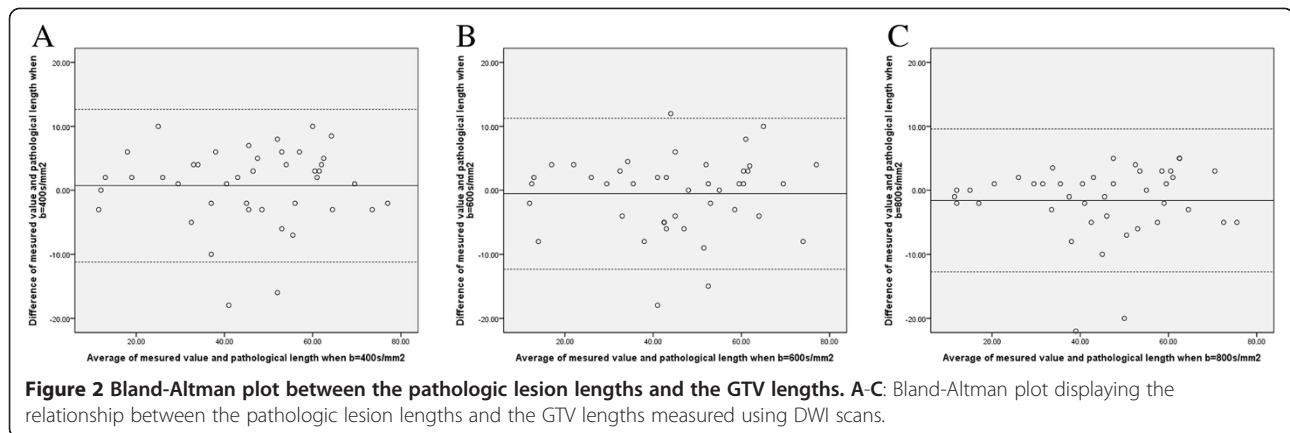 A
B
C
Difference of mesured value and pathological length when
b=400s/mm2
20.00
10.00
0.00
-10.00
-20.00
20.00
40.00
60.00
80.00
Average of mesured value and pathological length when b=400s/mm2
Difference of mesured value and pathological length when
b=600s/mm2
20.00
10.00
0.00
-10.00
-20.00
20.00
40.00
60.00
80.00
Average of mesured value and pathological length when b=600s/mm2
Difference of mesured value and pathological length when
b=800s/mm2
20.00
10.00
0.00
-10.00
-20.00
20.00
40.00
60.00
80.00
Average of mesured value and pathological length when b=800s/mm2
Figure 2 Bland-Altman plot between the pathologic lesion lengths and the GTV lengths. A-C: Bland-Altman plot displaying the
relationship between the pathologic lesion lengths and the GTV lengths measured using DWI scans.